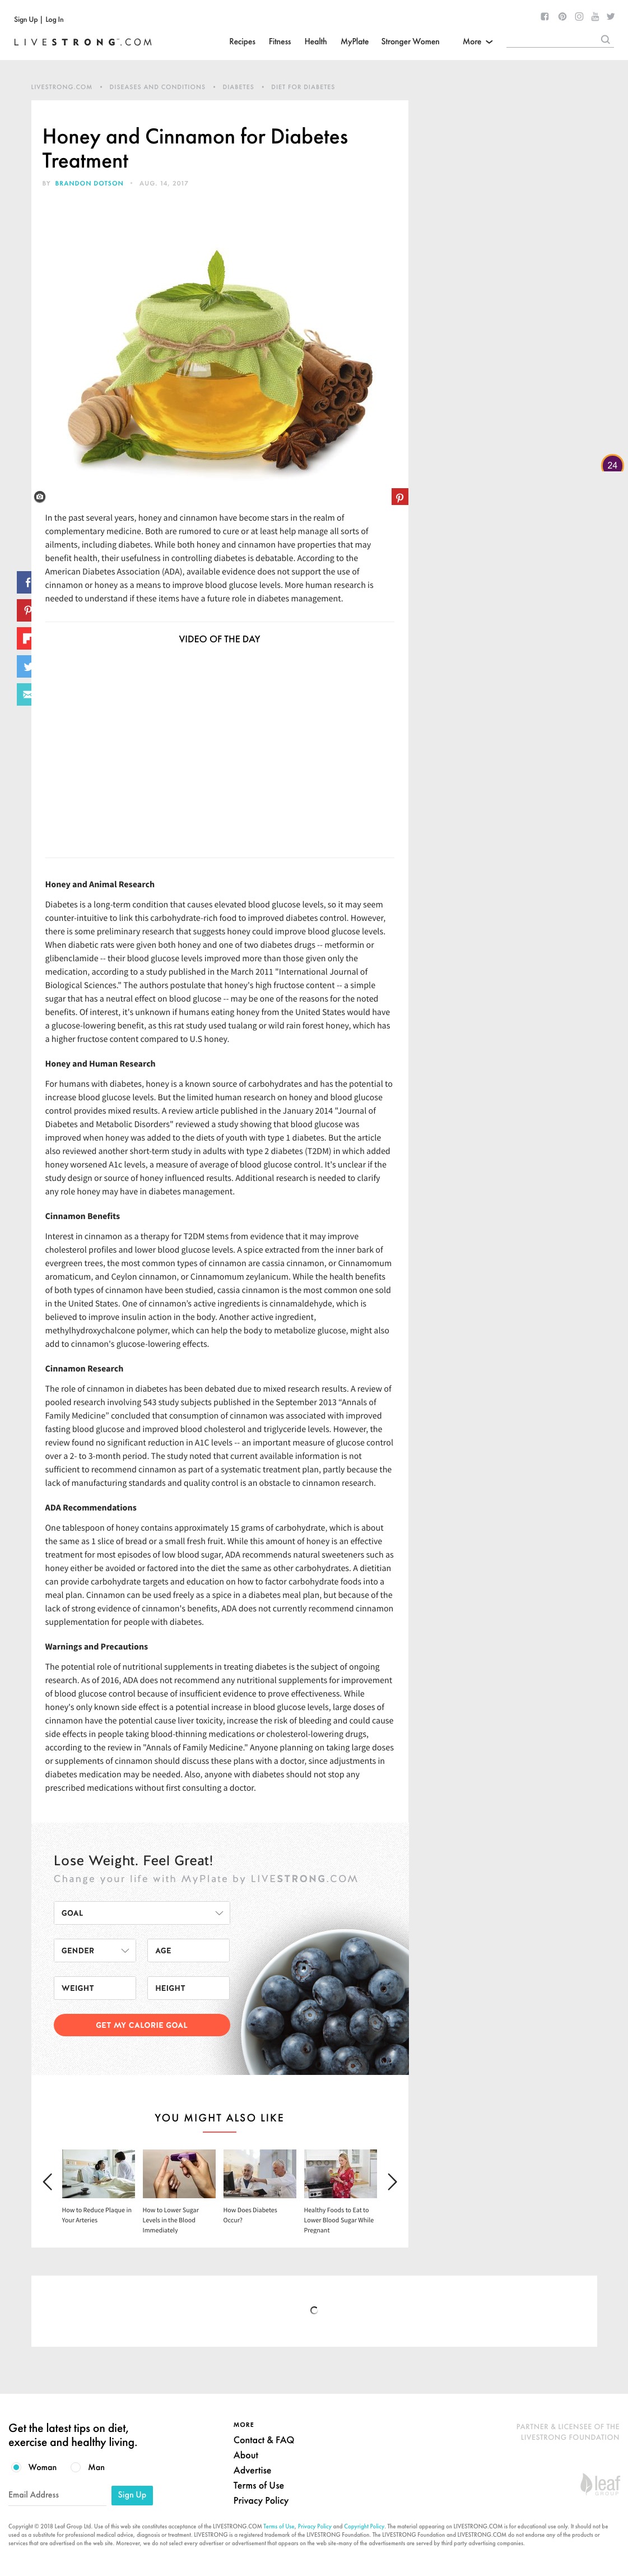 Sign Up | Log In
LIVESTRONG.COM
Recipes Fitness Health MyPlate Stronger Women More
LIVESTRONG.COM • DISEASES AND CONDITIONS • DIABETES • DIET FOR DIABETES
Honey and Cinnamon for Diabetes
Treatment
BY BRANDON DOTSON • AUG. 14, 2017
24
In the past several years, honey and cinnamon have become stars in the realm of
complementary medicine. Both are rumored to cure or at least help manage all sorts of
ailments, including diabetes. While both honey and cinnamon have properties that may
benefit health, their usefulness in controlling diabetes is debatable. According to the
American Diabetes Association (ADA), available evidence does not support the use of
cinnamon or honey as a means to improve blood glucose levels. More human research is
needed to understand if these items have a future role in diabetes management.
VIDEO OF THE DAY
Honey and Animal Research
Diabetes is a long-term condition that causes elevated blood glucose levels, so it may seem
counter-intuitive to link this carbohydrate-rich food to improved diabetes control. However,
there is some preliminary research that suggests honey could improve blood glucose levels.
When diabetic rats were given both honey and one of two diabetes drugs -- metformin or
glibenclamide -- their blood glucose levels improved more than those given only the
medication, according to a study published in the March 2011 "International Journal of
Biological Sciences." The authors postulate that honey's high fructose content -- a simple
sugar that has a neutral effect on blood glucose -- may be one of the reasons for the noted
benefits. Of interest, it's unknown if humans eating honey from the United States would have
a glucose-lowering benefit, as this rat study used tualang or wild rain forest honey, which has
a higher fructose content compared to U.S honey.
Honey and Human Research
For humans with diabetes, honey is a known source of carbohydrates and has the potential to
increase blood glucose levels. But the limited human research on honey and blood glucose
control provides mixed results. A review article published in the January 2014 "Journal of
Diabetes and Metabolic Disorders" reviewed a study showing that blood glucose was
improved when honey was added to the diets of youth with type 1 diabetes. But the article
also reviewed another short-term study in adults with type 2 diabetes (T2DM) in which added
honey worsened A1c levels, a measure of average of blood glucose control. It's unclear if the
study design or source of honey influenced results. Additional research is needed to clarify
any role honey may have in diabetes management.
Cinnamon Benefits
Interest in cinnamon as a therapy for T2DM stems from evidence that it may improve
cholesterol profiles and lower blood glucose levels. A spice extracted from the inner bark of
evergreen trees, the most common types of cinnamon are cassia cinnamon, or Cinnamomum
aromaticum, and Ceylon cinnamon, or Cinnamomum zeylanicum. While the health benefits
of both types of cinnamon have been studied, cassia cinnamon is the most common one sold
in the United States. One of cinnamon's active ingredients is cinnamaldehyde, which is
believed to improve insulin action in the body. Another active ingredient,
methylhydroxychalcone polymer, which can help the body to metabolize glucose, might also
add to cinnamon's glucose-lowering effects.
Cinnamon Research
The role of cinnamon in diabetes has been debated due to mixed research results. A review of
pooled research involving 543 study subjects published in the September 2013 "Annals of
Family Medicine" concluded that consumption of cinnamon was associated with improved
fasting blood glucose and improved blood cholesterol and triglyceride levels. However, the
review found no significant reduction in A1C levels -- an important measure of glucose control
over a 2- to 3-month period. The study noted that current available information is not
sufficient to recommend cinnamon as part of a systematic treatment plan, partly because the
lack of manufacturing standards and quality control is an obstacle to cinnamon research.
ADA Recommendations
One tablespoon of honey contains approximately 15 grams of carbohydrate, which is about
the same as 1 slice of bread or a small fresh fruit. While this amount of honey is an effective
treatment for most episodes of low blood sugar, ADA recommends natural sweeteners such as
honey either be avoided or factored into the diet the same as other carbohydrates. A dietitian
can provide carbohydrate targets and education on how to factor carbohydrate foods into a
meal plan. Cinnamon can be used freely as a spice in a diabetes meal plan, but because of the
lack of strong evidence of cinnamon's benefits, ADA does not currently recommend cinnamon
supplementation for people with diabetes.
Warnings and Precautions
The potential role of nutritional supplements in treating diabetes is the subject of ongoing
research. As of 2016, ADA does not recommend any nutritional supplements for improvement
of blood glucose control because of insufficient evidence to prove effectiveness. While
honey's only known side effect is a potential increase in blood glucose levels, large doses of
cinnamon have the potential cause liver toxicity, increase the risk of bleeding and could cause
side effects in people taking blood-thinning medications or cholesterol-lowering drugs,
according to the review in "Annals of Family Medicine." Anyone planning on taking large doses
or supplements of cinnamon should discuss these plans with a doctor, since adjustments in
diabetes medication may be needed. Also, anyone with diabetes should not stop any
prescribed medications without first consulting a doctor.
Lose Weight. Feel Great!
Change your life with MyPlate by LIVESTRONG.COM
GOAL
GENDER AGE
WEIGHT HEIGHT
GET MY CALORIE GOAL
YOU MIGHT ALSO LIKE
How to Reduce Plaque in
Your Arteries
How to Lower Sugar
Levels in the Blood
Immediately
How Does Diabetes
Occur?
Healthy Foods to Eat to
Lower Blood Sugar While
Pregnant
Get the latest tips on diet,
exercise and healthy living.
Woman Man
Email Address Sign Up
MORE
Contact & FAQ
About
Advertise
Terms of Use
Privacy Policy
PARTNER & LICENSEE OF THE
LIVESTRONG FOUNDATION
leaf
GROUP
Copyright © 2018 Leaf Group Ltd. Use of this web site constitutes acceptance of the LIVESTRONG.COM Terms of Use, Privacy Policy and Copyright Policy. The material appearing on LIVESTRONG.COM is for educational use only. It should not be
used as a substitute for professional medical advice, diagnosis or treatment. LIVESTRONG is a registered trademark of the LIVESTRONG Foundation. The LIVESTRONG Foundation and LIVESTRONG.COM do not endorse any of the products or
services that are advertised on the web site. Moreover, we do not select every advertiser or advertisement that appears on the web site-many of the advertisements are served by third party advertising companies.